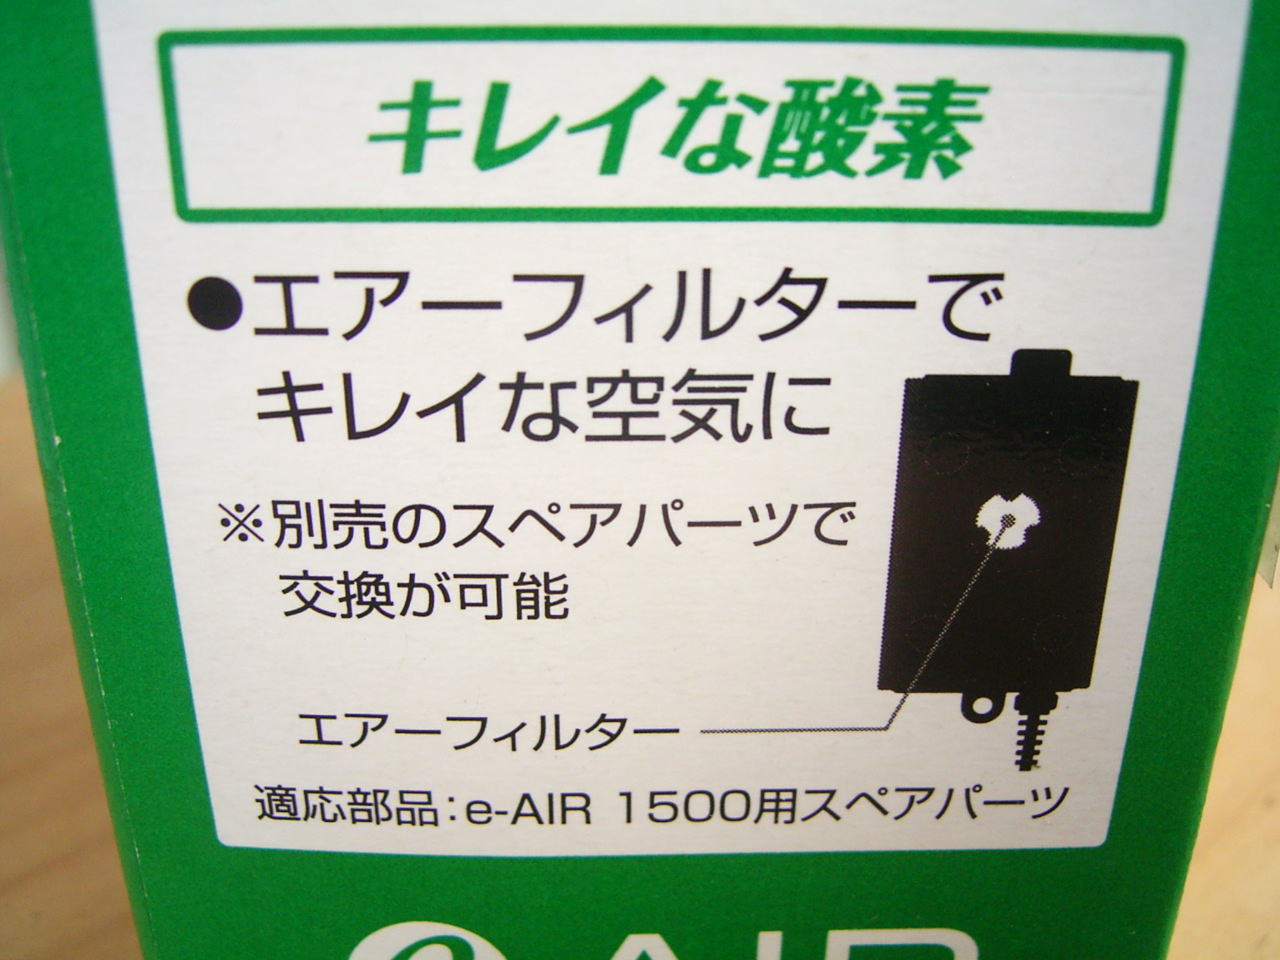 キレイな酸素
●エアーフィルターで
キレイな空気に
※別売のスペアパーツで
交換が可能
エアーフィルター
適応部品：e-AIR 1500用スペアパーツ
e-AIR